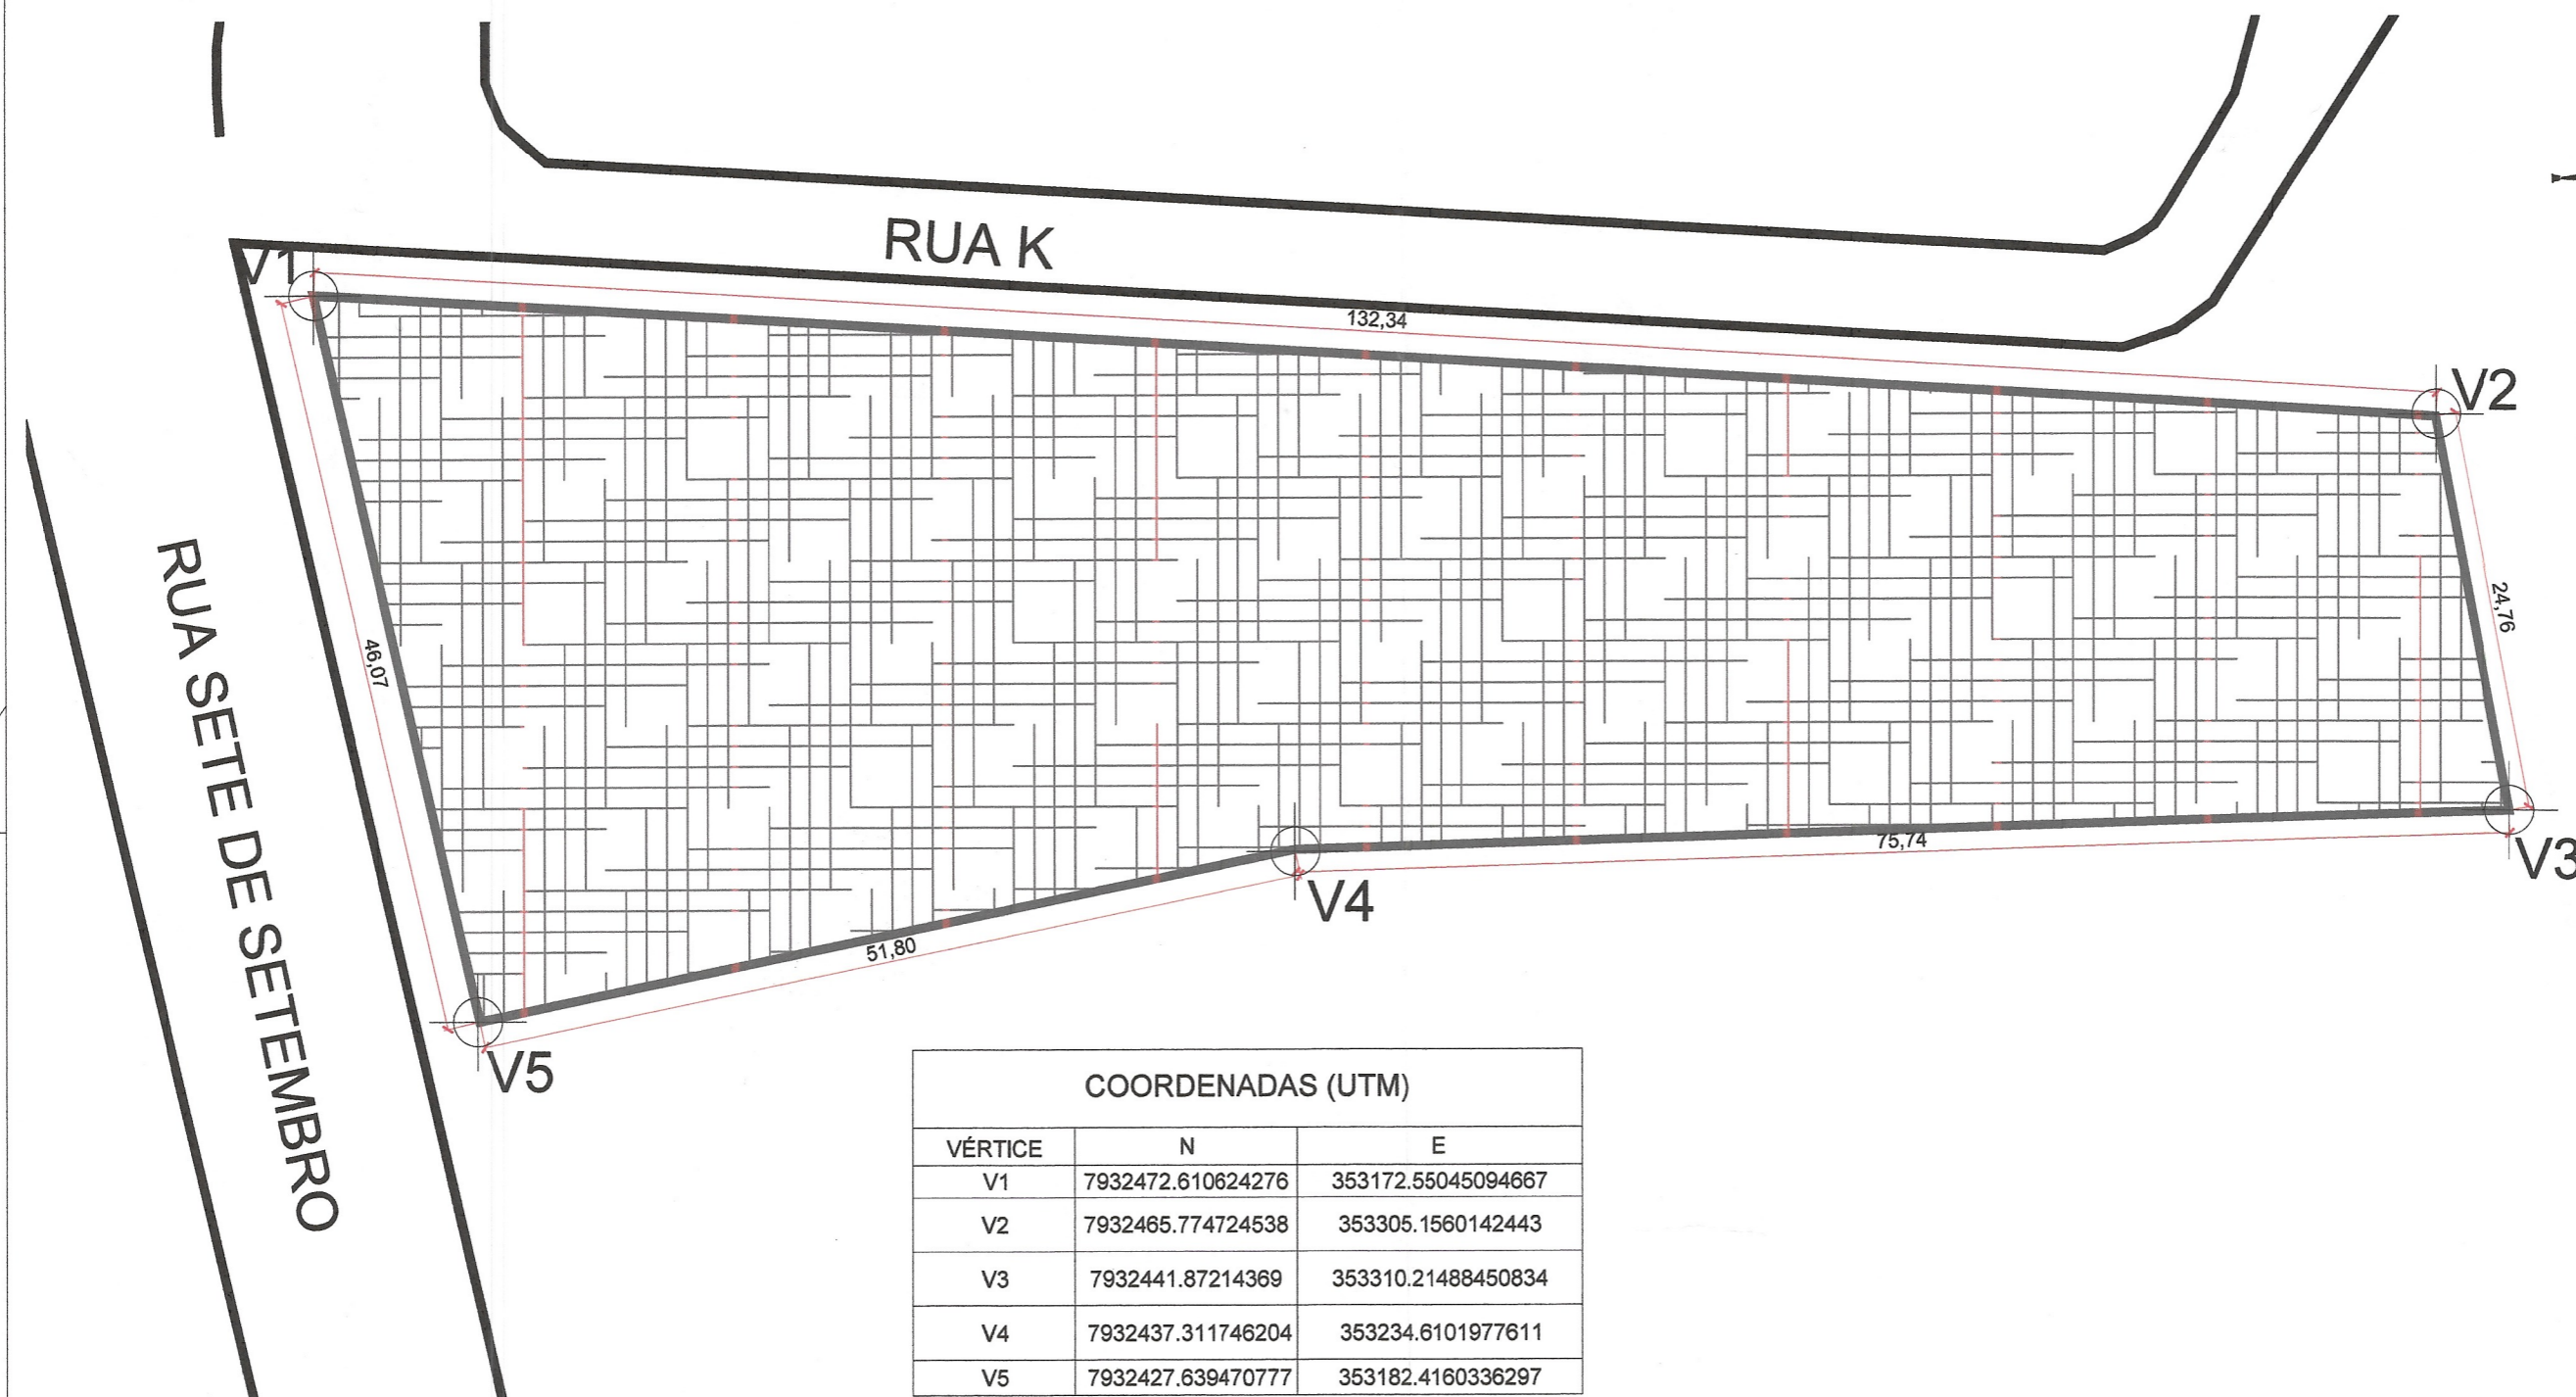 RUA K
V1
132,34
V2
24,76
RUA SETE DE SETEMBRO
46,07
75,74
V3
V4
51,80
V5
COORDENADAS (UTM)
VÉRTICE N E
V1 7932472.610624276 353172.55045094667
V2 7932465.774724538 353305.1560142443
V3 7932441.87214369 353310.21488450834
V4 7932437.311746204 353234.6101977611
V5 7932427.639470777 353182.4160336297